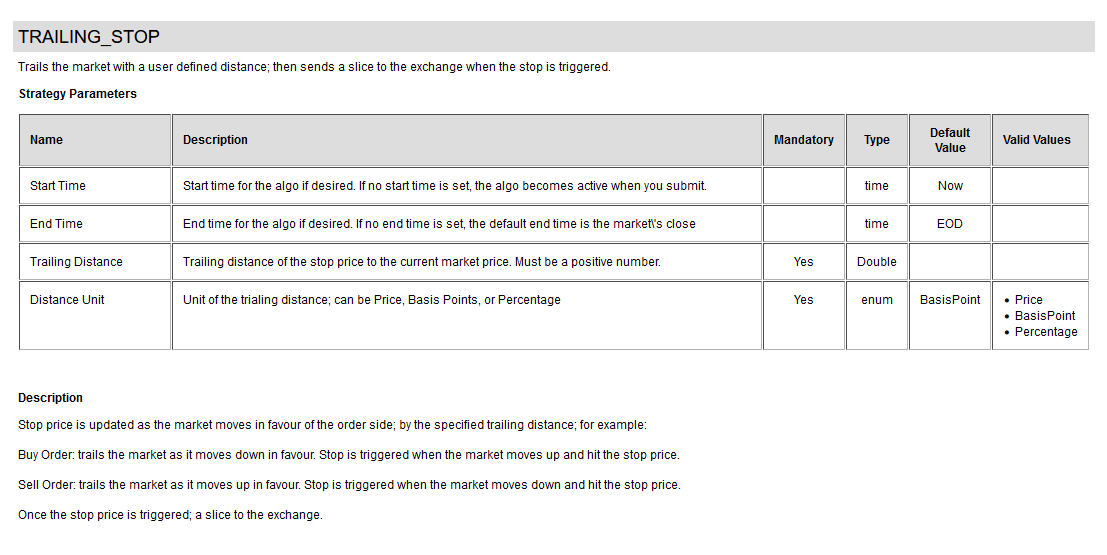 TRAILING_STOP
Trails the market with a user defined distance; then sends a slice to the exchange when the stop is triggered.
Strategy Parameters
Name Description Mandatory Type Default Value Valid Values
Start Time Start time for the algo if desired. If no start time is set, the algo becomes active when you submit. time Now
End Time End time for the algo if desired. If no end time is set, the default end time is the market\'s close time EOD
Trailing Distance Trailing distance of the stop price to the current market price. Must be a positive number. Yes Double
Distance Unit Unit of the trialing distance; can be Price, Basis Points, or Percentage Yes enum BasisPoint • Price
• BasisPoint
• Percentage
Description
Stop price is updated as the market moves in favour of the order side; by the specified trailing distance; for example:
Buy Order: trails the market as it moves down in favour. Stop is triggered when the market moves up and hit the stop price.
Sell Order: trails the market as it moves up in favour. Stop is triggered when the market moves down and hit the stop price.
Once the stop price is triggered; a slice to the exchange.